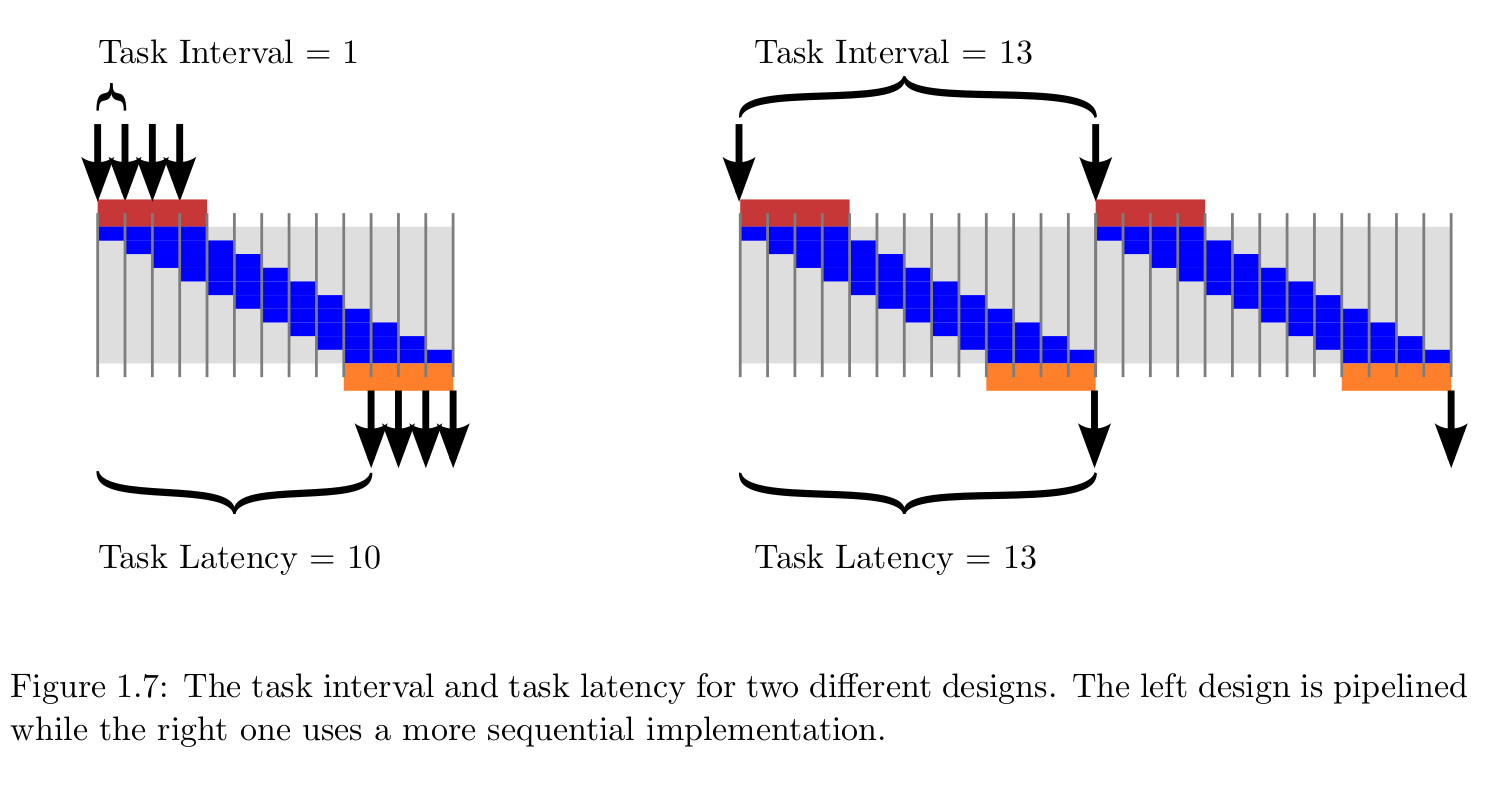 Task Interval = 1
Task Interval = 13
Task Latency = 10
Task Latency = 13
Figure 1.7: The task interval and task latency for two different designs. The left design is pipelined
while the right one uses a more sequential implementation.